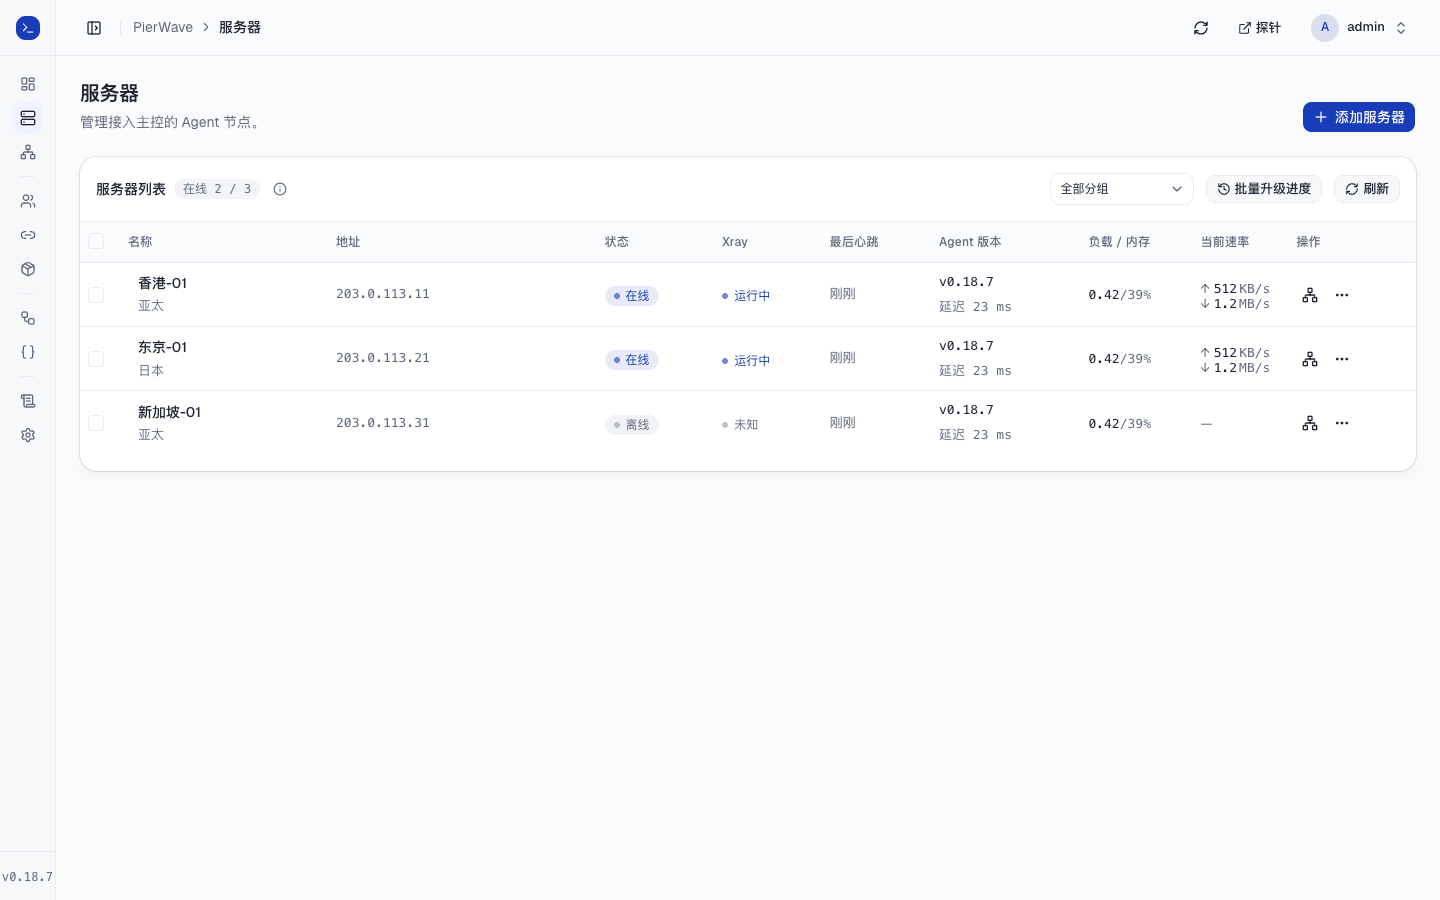 PierWave > 服务器
探针
A admin
服务器
管理接入主控的 Agent 节点。
添加服务器
服务器列表 在线 2 / 3
全部分组
批量升级进度
刷新
名称 地址 状态 Xray 最后心跳 Agent 版本 负载 / 内存 当前速率 操作
香港-01
亚太
203.0.113.11
在线
运行中
刚刚
v0.18.7
延迟 23 ms
0.42/39%
↑ 512 KB/s
↓ 1.2 MB/s
东京-01
日本
203.0.113.21
在线
运行中
刚刚
v0.18.7
延迟 23 ms
0.42/39%
↑ 512 KB/s
↓ 1.2 MB/s
新加坡-01
亚太
203.0.113.31
离线
未知
刚刚
v0.18.7
延迟 23 ms
0.42/39%
—
v0.18.7